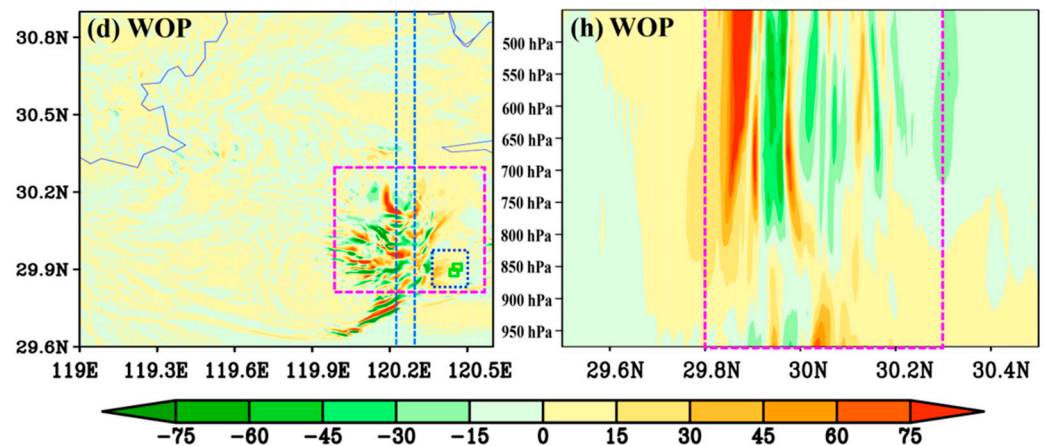 (d) WOP
30.8N
30.5N
30.2N
29.9N
29.6N
119E 119.3E 119.6E 119.9E 120.2E 120.5E
(h) WOP
500 hPa
550 hPa
600 hPa
650 hPa
700 hPa
750 hPa
800 hPa
850 hPa
900 hPa
950 hPa
29.6N 29.8N 30N 30.2N 30.4N
-75 -60 -45 -30 -15 0 15 30 45 60 75